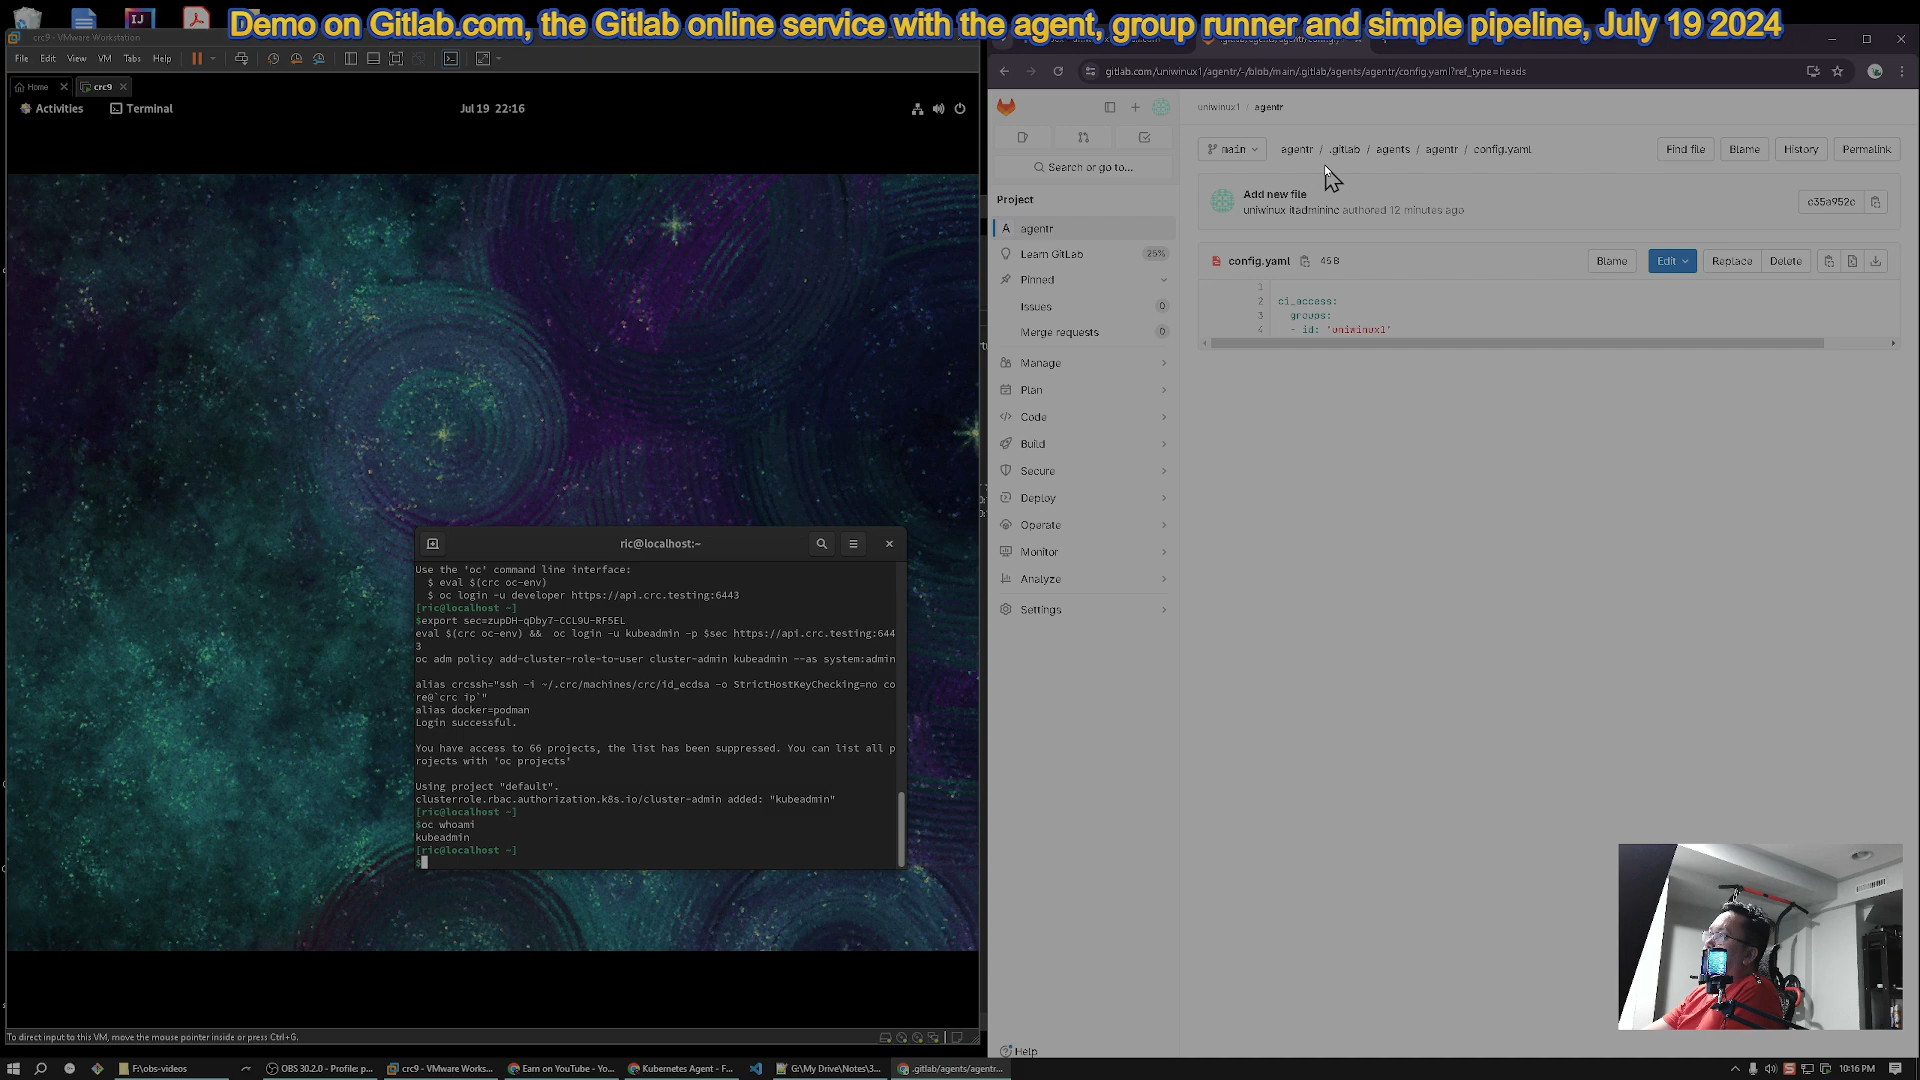 Demo on Gitlab.com, the Gitlab online service with the agent, group runner and simple pipeline, July 19 2024
crc9 - VMware Workstation
File Edit View VM Tabs Help
Home
crc9
Activities
Terminal
Jul 19 22:16
ric@localhost:~
Use the 'oc' command line interface:
$ eval $(crc oc-env)
$ oc login -u developer https://api.crc.testing:6443
[ric@localhost ~]
$export sec=zupDH-qDby7-CCL9U-RF5EL
eval $(crc oc-env) && oc login -u kubeadmin -p $sec https://api.crc.testing:644
3
oc adm policy add-cluster-role-to-user cluster-admin kubeadmin --as system:admin
alias crcssh="ssh -i ~/.crc/machines/crc/id_ecdsa -o StrictHostKeyChecking=no co
re@`crc ip`"
alias docker=podman
Login successful.
You have access to 66 projects, the list has been suppressed. You can list all p
rojects with 'oc projects'
Using project "default".
clusterrole.rbac.authorization.k8s.io/cluster-admin added: "kubeadmin"
[ric@localhost ~]
$oc whoami
kubeadmin
[ric@localhost ~]
$
To direct input to this VM, move the mouse pointer inside or press Ctrl+G.
gitlab.com/uniwinux1/agentr/-/blob/main/.gitlab/agents/agentr/config.yaml?ref_type=heads
uniwinux1 / agentr
Search or go to...
Project
A agentr
Learn GitLab 25%
Pinned
Issues 0
Merge requests 0
Manage
Plan
Code
Build
Secure
Deploy
Operate
Monitor
Analyze
Settings
Help
main
agentr / .gitlab / agents / agentr / config.yaml
Find file
Blame
History
Permalink
Add new file
uniwinux itadmininc authored 12 minutes ago
c35a952c
config.yaml 45 B
Blame
Edit
Replace
Delete
1
2 ci_access:
3 groups:
4 - id: 'uniwinux1'
F:\obs-videos
OBS 30.2.0 - Profile: p...
crc9 - VMware Worksta...
Earn on YouTube - Yo...
Kubernetes Agent - F...
G:\My Drive\Notes\3...
.gitlab/agents/agentr...
10:16 PM